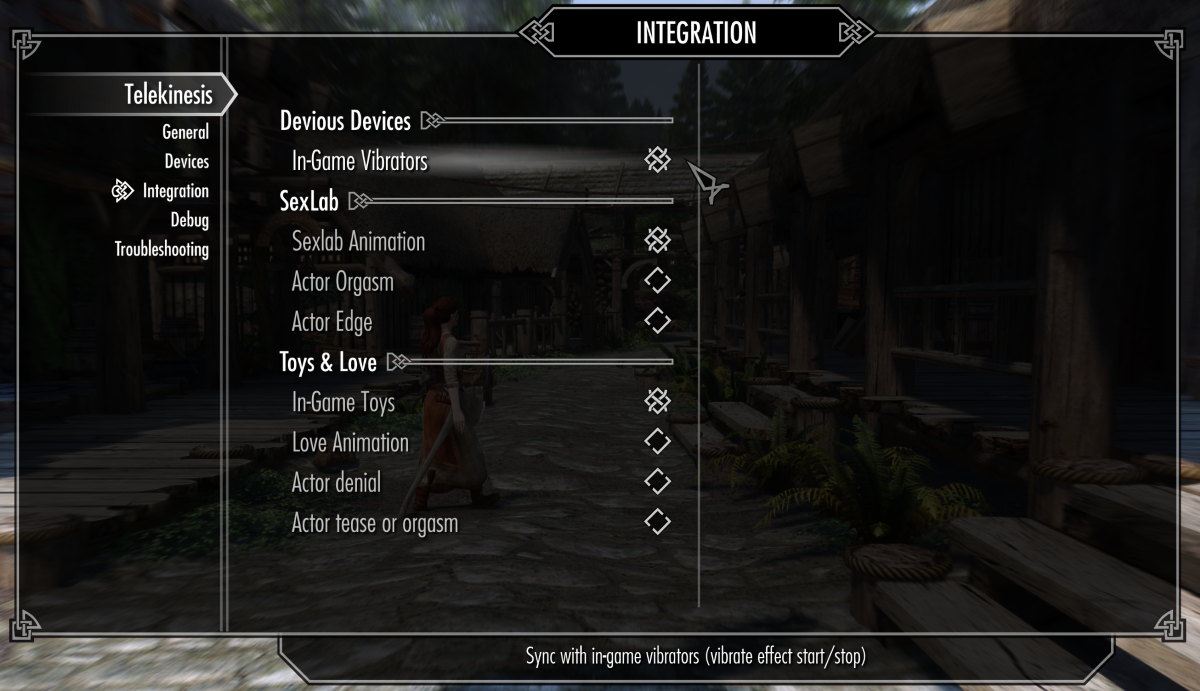 INTEGRATION
Telekinesis
General
Devices
Integration
Debug
Troubleshooting
Devious Devices
In-Game Vibrators
SexLab
Sexlab Animation
Actor Orgasm
Actor Edge
Toys & Love
In-Game Toys
Love Animation
Actor denial
Actor tease or orgasm
Sync with in-game vibrators (vibrate effect start/stop)